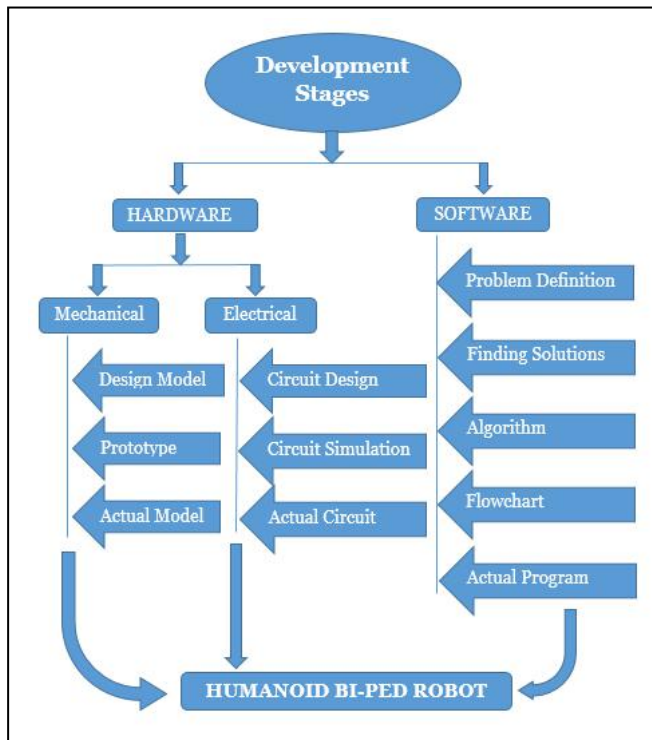 Development
Stages
HARDWARE
SOFTWARE
Mechanical
Electrical
Design Model
Prototype
Actual Model
Circuit Design
Circuit Simulation
Actual Circuit
Problem Definition
Finding Solutions
Algorithm
Flowchart
Actual Program
HUMANOID BI-PED ROBOT